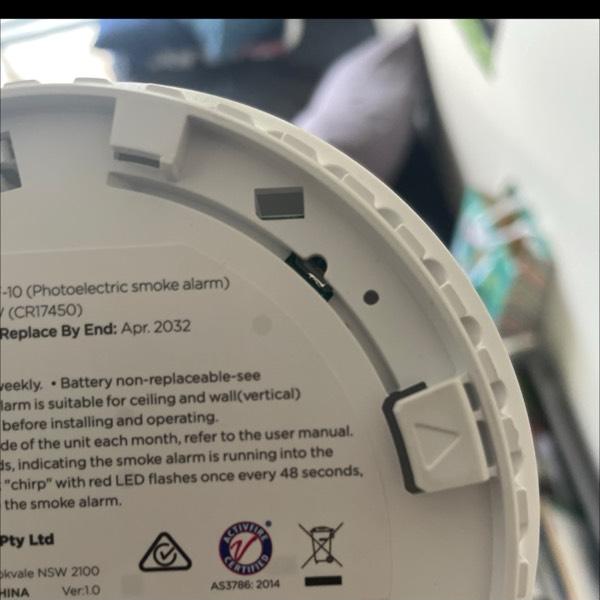 -10 (Photoelectric smoke alarm)
(CR17450)
Replace By End: Apr. 2032
weekly. • Battery non-replaceable-see
larm is suitable for ceiling and wall(vertical)
before installing and operating.
de of the unit each month, refer to the user manual.
ds, indicating the smoke alarm is running into the
"chirp" with red LED flashes once every 48 seconds,
the smoke alarm.
Pty Ltd
okvale NSW 2100
HINA Ver:1.0
ACTIVFIRE
CERTIFIED
AS3786: 2014